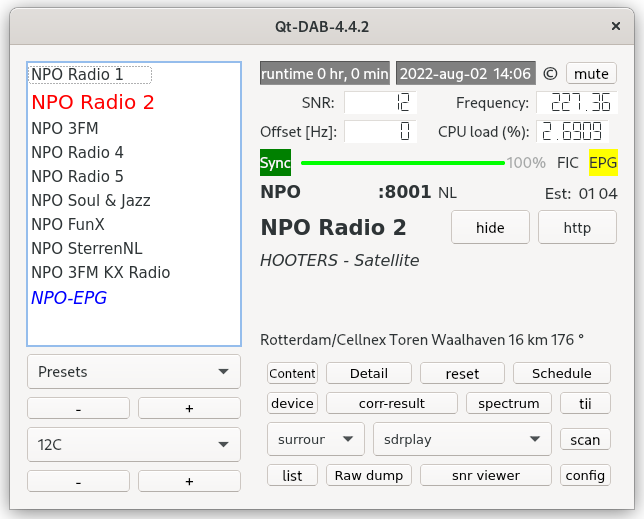 Qt-DAB-4.4.2 ×
NPO Radio 1
NPO Radio 2
NPO 3FM
NPO Radio 4
NPO Radio 5
NPO Soul & Jazz
NPO FunX
NPO SterrenNL
NPO 3FM KX Radio
NPO-EPG
Presets
- +
12C
- +
runtime 0 hr, 0 min 2022-aug-02 14:06 © mute
SNR: 12 Frequency: 227.36
Offset [Hz]: 0 CPU load (%): 2.6909
Sync 100% FIC EPG
NPO :8001 NL Est: 01 04
NPO Radio 2 hide http
HOOTERS - Satellite
Rotterdam/Cellnex Toren Waalhaven 16 km 176 °
Content Detail reset Schedule
device corr-result spectrum tii
surrour sdrplay scan
list Raw dump snr viewer config